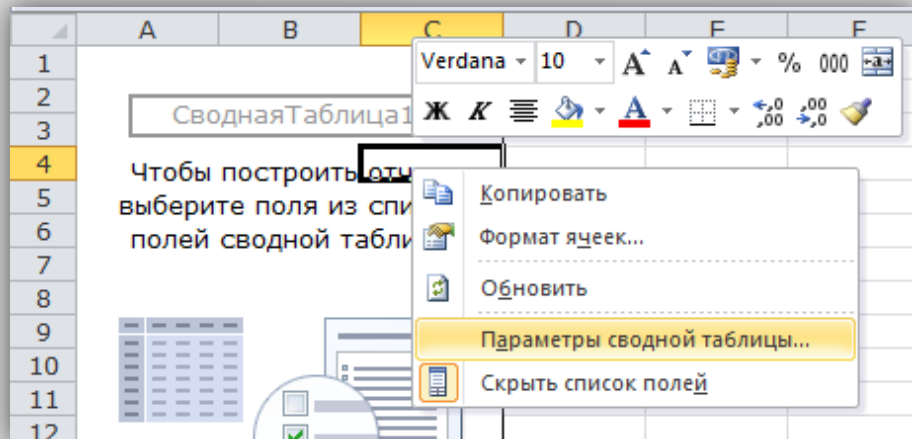 A B C D E F
Verdana 10 А А % 000 a
1
2
Ж К А ,0 ,00 ,00 ,0
СводнаяТаблица1
3
4
Чтобы построить отч
5
Копировать
выберите поля из спи
6
Формат ячеек...
полей сводной табли
7
8
Обновить
9
Параметры сводной таблицы...
10
11
Скрыть список полей
12